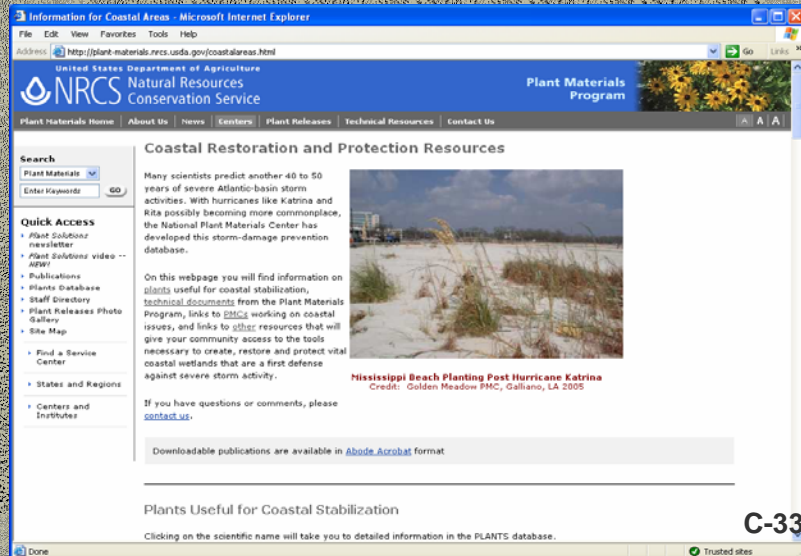 Information for Coastal Areas - Microsoft Internet Explorer
File Edit View Favorites Tools Help
Address http://plant-materials.nrcs.usda.gov/coastalareas.html Go Links »
United States Department of Agriculture
NRCS Natural Resources
Conservation Service
Plant Materials
Program
Plant Materials Home About Us News Centers Plant Releases Technical Resources Contact Us A A A
Search
Plant Materials
Enter Keywords GO
Quick Access
Plant Solutions
newsletter
Plant Solutions video --
NEW!
Publications
Plants Database
Staff Directory
Plant Releases Photo
Gallery
Site Map
Find a Service
Center
States and Regions
Centers and
Institutes
Coastal Restoration and Protection Resources
Many scientists predict another 40 to 50
years of severe Atlantic-basin storm
activities. With hurricanes like Katrina and
Rita possibly becoming more commonplace,
the National Plant Materials Center has
developed this storm-damage prevention
database.
On this webpage you will find information on
plants useful for coastal stabilization,
technical documents from the Plant Materials
Program, links to PMCs working on coastal
issues, and links to other resources that will
give your community access to the tools
necessary to create, restore and protect vital
coastal wetlands that are a first defense
against severe storm activity.
If you have questions or comments, please
contact us.
Mississippi Beach Planting Post Hurricane Katrina
Credit: Golden Meadow PMC, Galliano, LA 2005
Downloadable publications are available in Abode Acrobat format
Plants Useful for Coastal Stabilization
Clicking on the scientific name will take you to detailed information in the PLANTS database.
C-33
Done Trusted sites